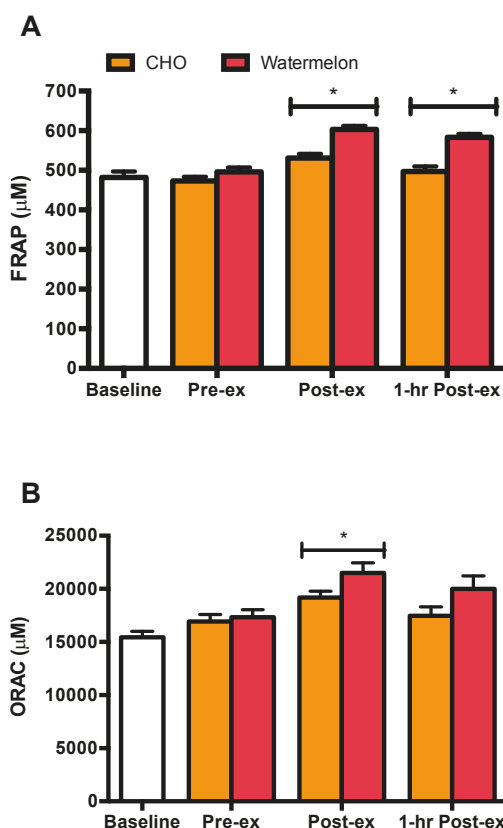 A
CHO Watermelon
700
600
500
400
300
200
100
0
FRAP (μM)
* *
Baseline Pre-ex Post-ex 1-hr Post-ex
B
25000
20000
15000
10000
5000
0
ORAC (μM)
*
Baseline Pre-ex Post-ex 1-hr Post-ex